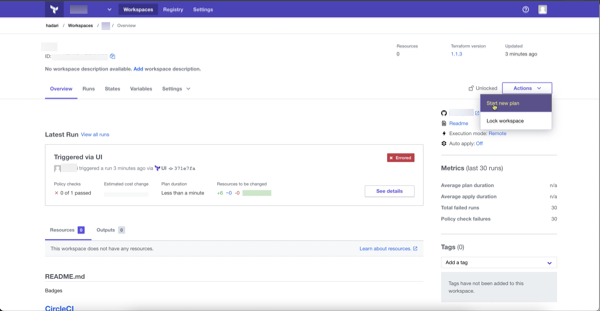 Workspaces Registry Settings
hadari / Workspaces / / Overview
ID:
No workspace description available. Add workspace description.
Resources
0
Terraform version
1.1.3
Updated
3 minutes ago
Overview Runs States Variables Settings
Unlocked
Actions
Start new plan
Lock workspace
Latest Run View all runs
Triggered via UI
Errored
triggered a run 3 minutes ago via UI
Policy checks
0 of 1 passed
Estimated cost change
Plan duration
Less than a minute
Resources to be changed
+6 ~0 -0
See details
Resources 0 Outputs 0
This workspace does not have any resources.
Learn about resources.
README.md
Badges
CircleCI
Readme
Execution mode: Remote
Auto apply: Off
Metrics (last 30 runs)
Average plan duration n/a
Average apply duration n/a
Total failed runs 30
Policy check failures 30
Tags (0)
Add a tag
Tags have not been added to this
workspace.